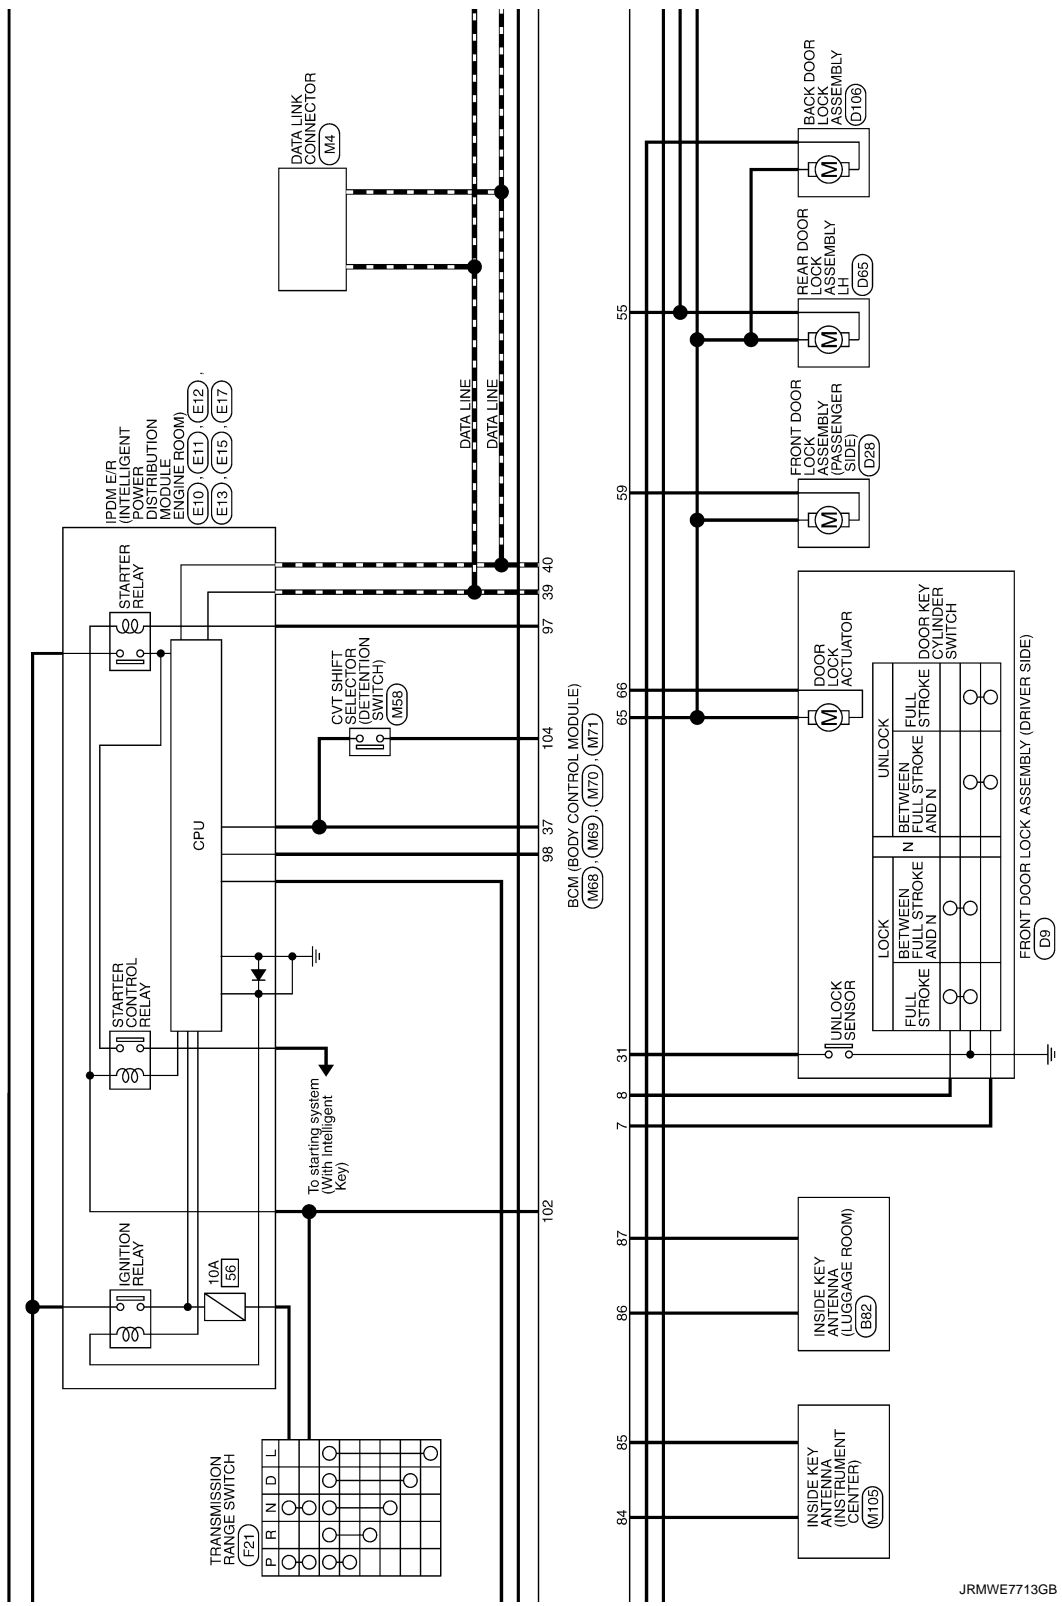 DATA LINK
CONNECTOR
M4
IPDM E/R
(INTELLIGENT
POWER
DISTRIBUTION
MODULE
ENGINE ROOM)
E10 , E11 , E12 ,
E13 , E15 , E17
STARTER
RELAY
DATA LINE
DATA LINE
40
39
97
CVT SHIFT
SELECTOR
(DETENTION
SWITCH)
M58
104
37
98
CPU
BCM (BODY CONTROL MODULE)
M68 , M69 , M70 , M71
STARTER
CONTROL
RELAY
To starting system
(With Intelligent
Key)
102
IGNITION
RELAY
10A
56
TRANSMISSION
RANGE SWITCH
F21
P R N D L
BACK DOOR
LOCK
ASSEMBLY
D106
M
REAR DOOR
LOCK
ASSEMBLY
LH
D65
M
55
FRONT DOOR
LOCK
ASSEMBLY
(PASSENGER
SIDE)
D28
M
59
66
65
DOOR
LOCK
ACTUATOR
M
DOOR KEY
CYLINDER
SWITCH
UNLOCK
FULL
STROKE
BETWEEN
FULL STROKE
AND N
N
LOCK
BETWEEN
FULL STROKE
AND N
FULL
STROKE
FRONT DOOR LOCK ASSEMBLY (DRIVER SIDE)
D9
UNLOCK
SENSOR
31
8
7
87
86
INSIDE KEY
ANTENNA
(LUGGAGE ROOM)
B82
85
84
INSIDE KEY
ANTENNA
(INSTRUMENT
CENTER)
M105
JRMWE7713GB